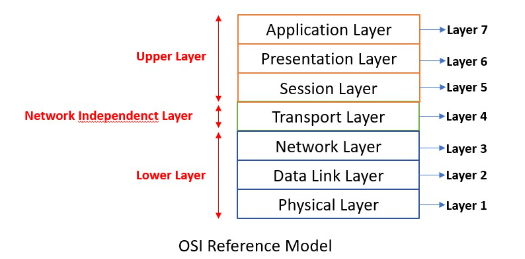 Application Layer
Layer 7
Upper Layer
Presentation Layer
Layer 6
Session Layer
Layer 5
Network Independenct Layer
Transport Layer
Layer 4
Network Layer
Layer 3
Lower Layer
Data Link Layer
Layer 2
Physical Layer
Layer 1
OSI Reference Model